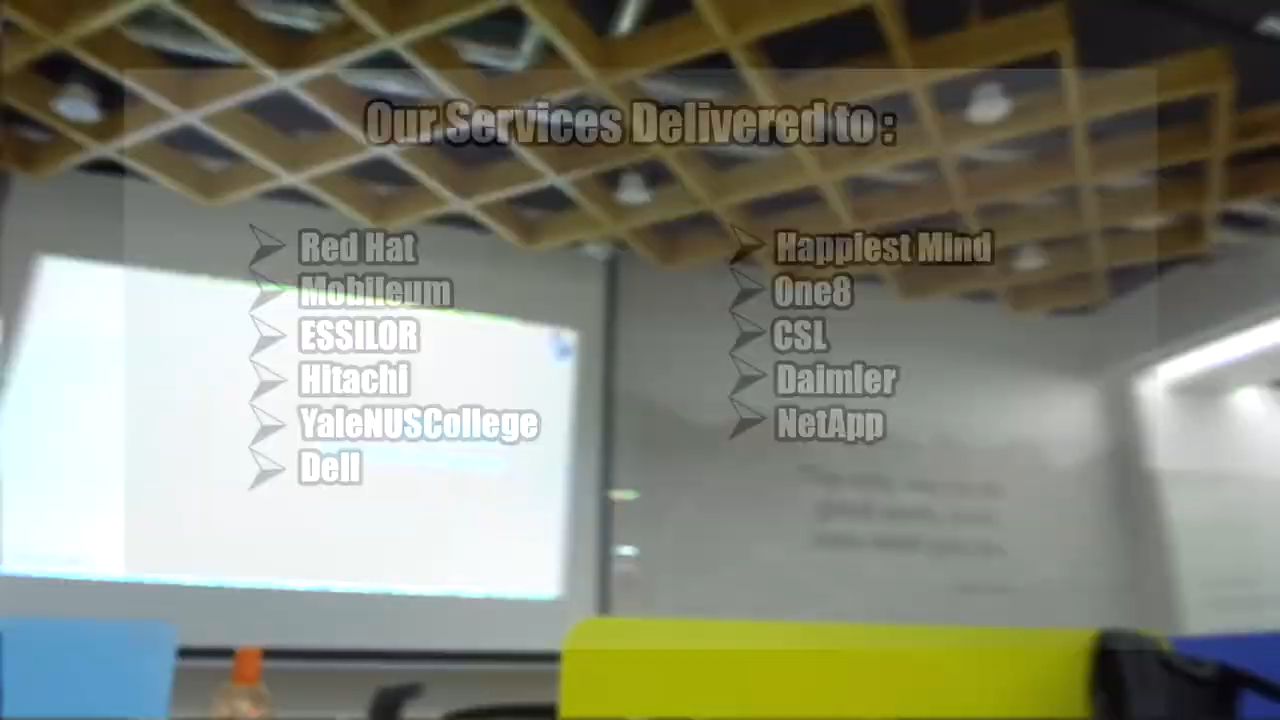 Our Services Delivered to :
Red Hat
Mobileum
ESSILOR
Hitachi
YaleNUSCollege
Dell
Happiest Mind
One8
CSL
Daimler
NetApp